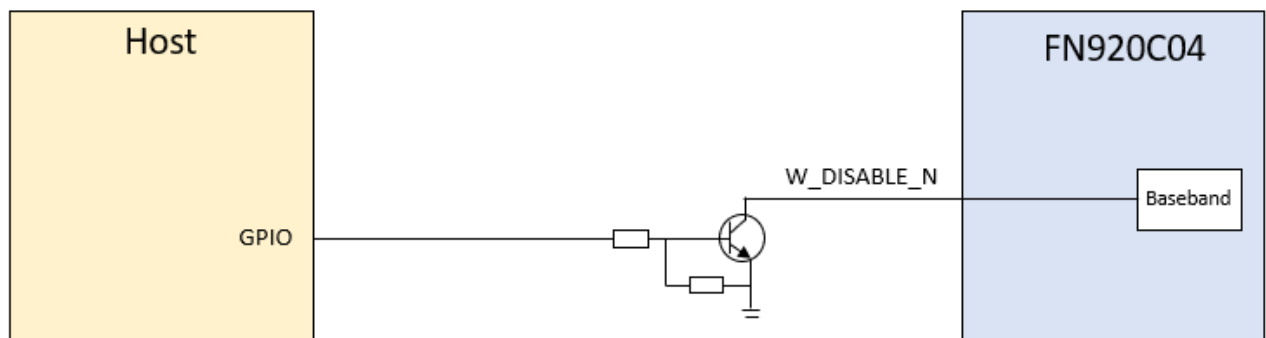 Host
FN920C04
W_DISABLE_N
Baseband
GPIO